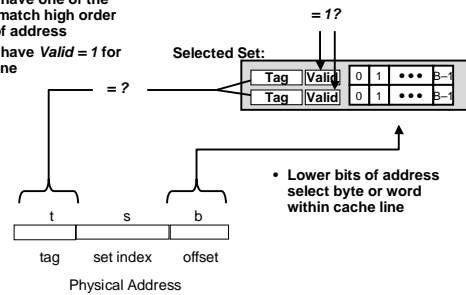 have one of the
match high order
of address
have Valid = 1 for
ne
= 1?
Selected Set:
= ?
Tag Valid 0 1 ••• B–1
Tag Valid 0 1 ••• B–1
• Lower bits of address
select byte or word
within cache line
t s b
tag set index offset
Physical Address